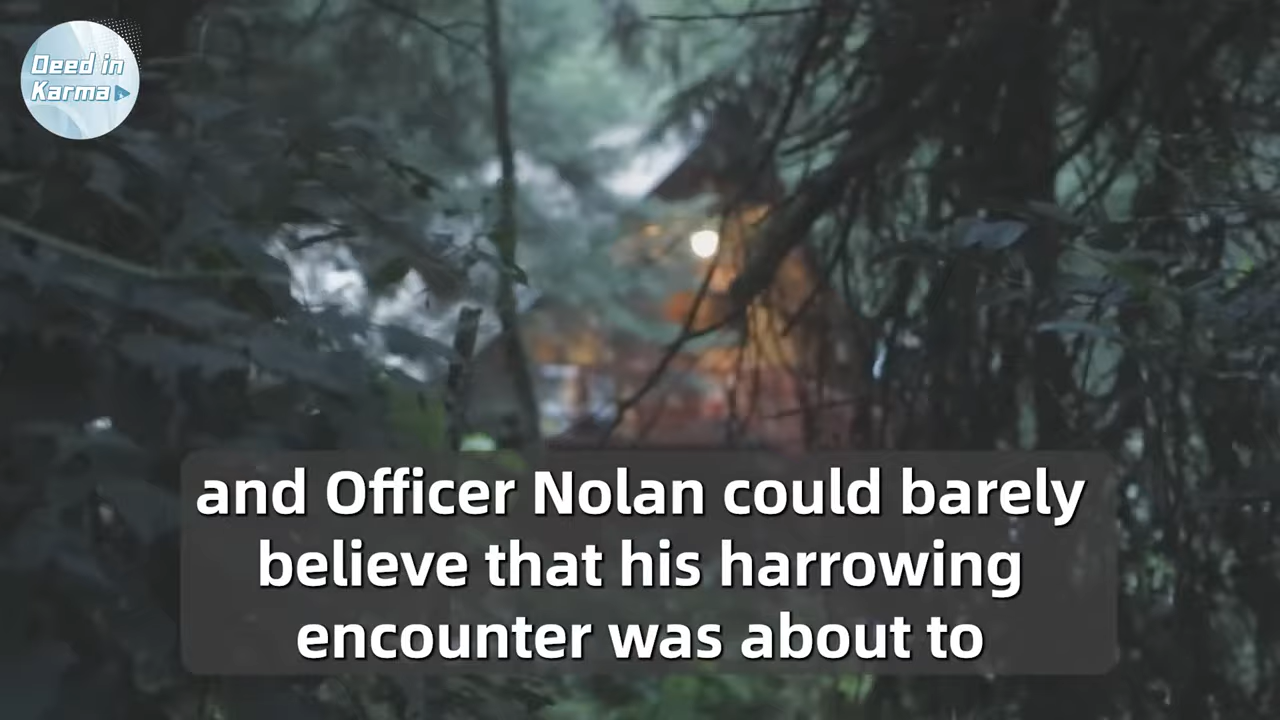 Deed in
Karma
and Officer Nolan could barely
believe that his harrowing
encounter was about to